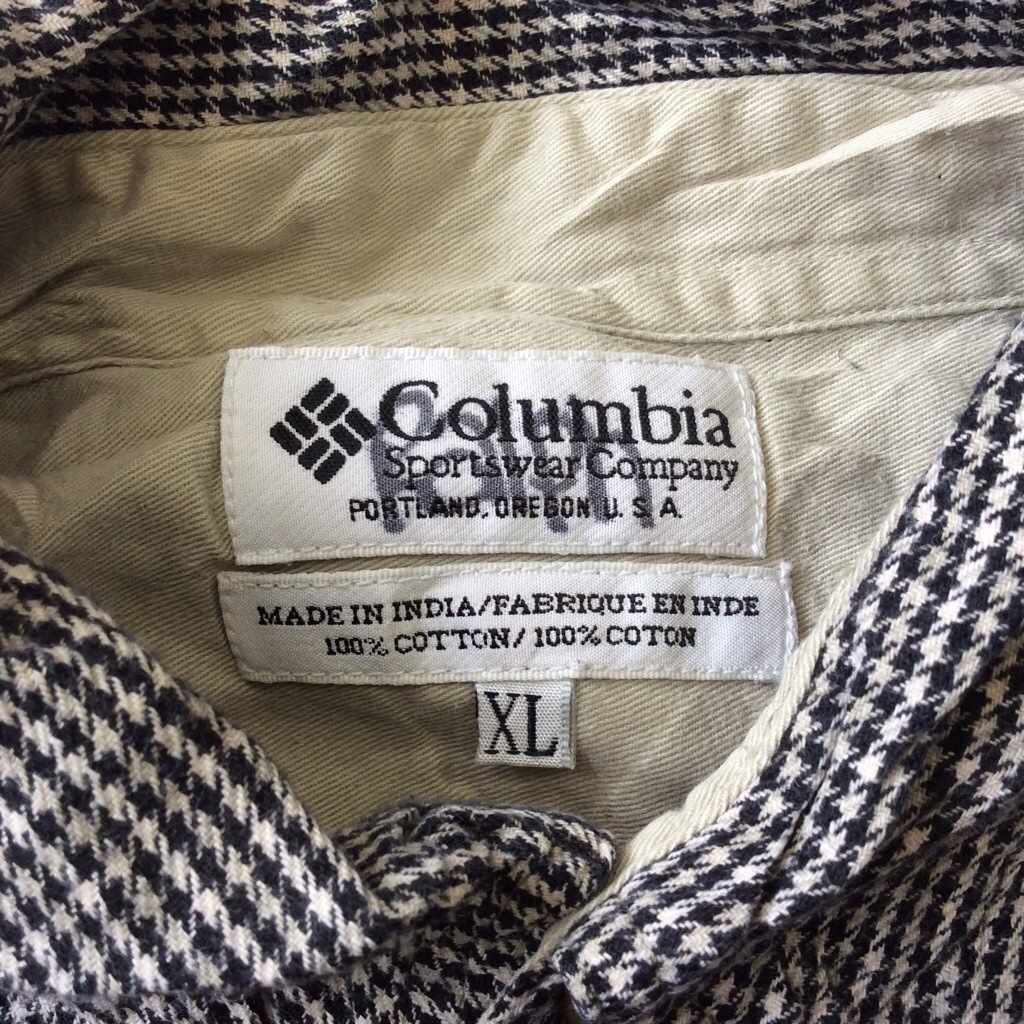 Columbia
Sportswear Company
PORTLAND, OREGON U.S.A.
MADE IN INDIA/FABRIQUE EN INDE
100% COTTON/100% COTON
XL